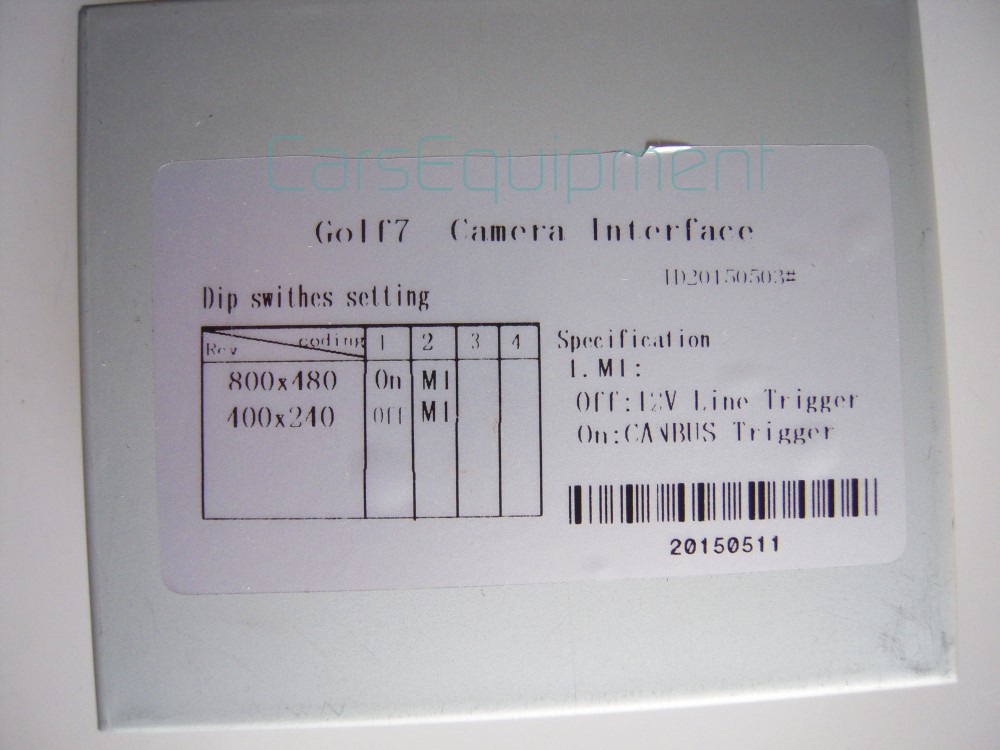 CarsEquipment
Golf7 Camera Interface
ID20150503#
Dip swithes setting
Rev coding 1 2 3 4
800x480 On M1
400x240 Off M1
Specification
1.M1:
Off:12V Line Trigger
On:CANBUS Trigger
20150511